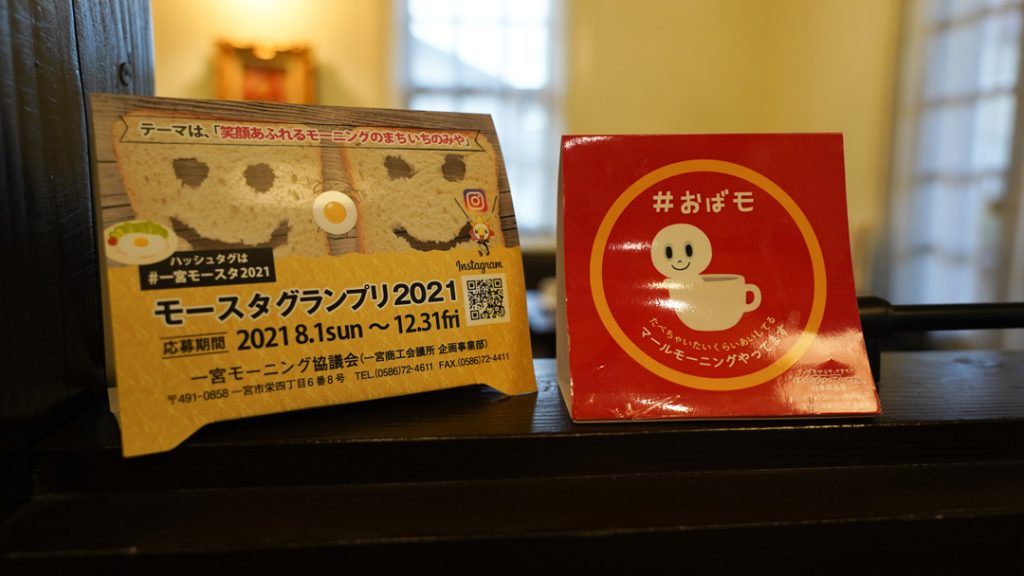 テーマは、「笑顔あふれるモーニングのまちいちのみや」
ハッシュタグは
#一宮モースタ2021
Instagram
モースタグランプリ2021
応募期間 2021 8.1sun ～ 12.31fri
一宮モーニング協議会(一宮商工会議所 企画事業部)
〒491-0858 一宮市栄四丁目6番8号 TEL.(0586)72-4611 FAX.(0586)72-4411
#おばモ
たべちゃいたいくらいあいしてる
マールモーニングやってます